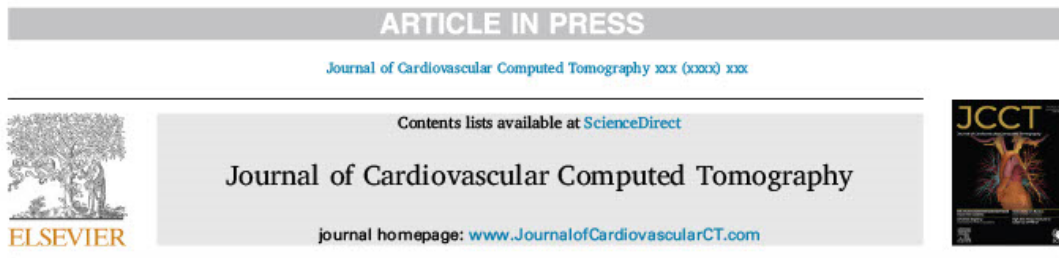 ARTICLE IN PRESS
Journal of Cardiovascular Computed Tomography xxx (xxxx) xxx
Contents lists available at ScienceDirect
Journal of Cardiovascular Computed Tomography
journal homepage: www.JournalofCardiovascularCT.com
ELSEVIER
JCCT